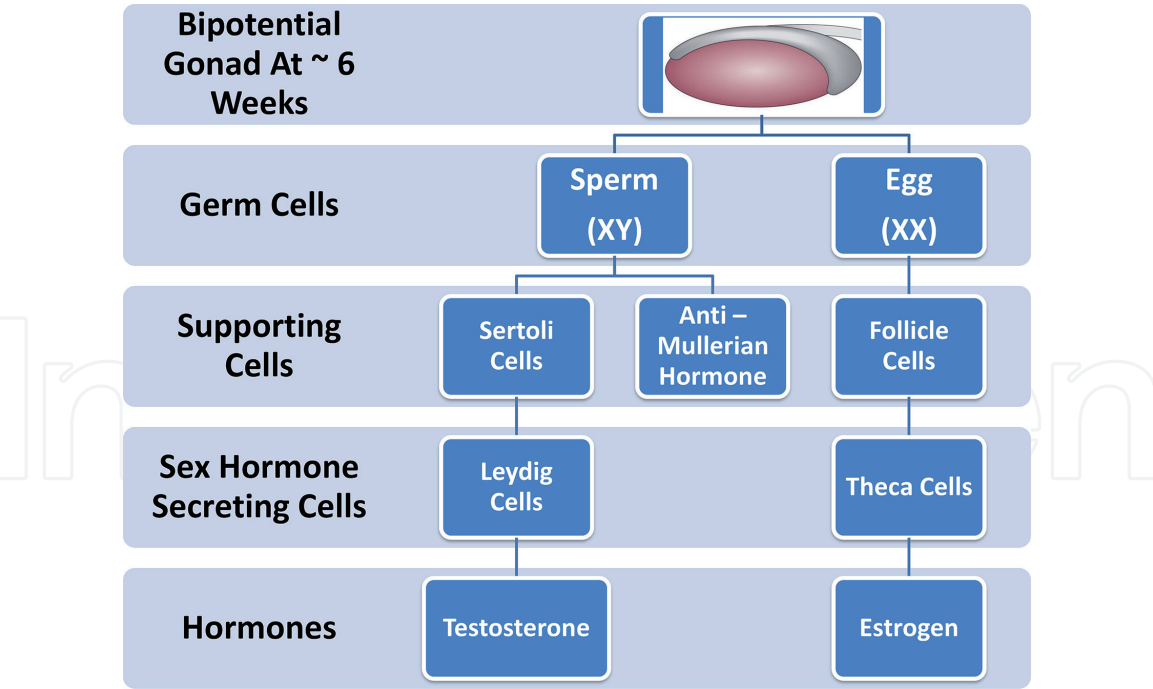 Bipotential
Gonad At ~ 6
Weeks
Germ Cells
Sperm
(XY)
Egg
(XX)
Supporting
Cells
Sertoli
Cells
Anti –
Mullerian
Hormone
Follicle
Cells
Sex Hormone
Secreting Cells
Leydig
Cells
Theca Cells
Hormones
Testosterone
Estrogen